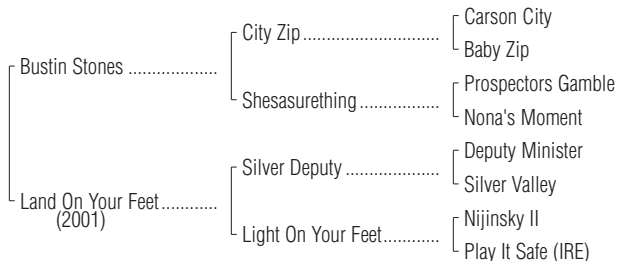 City Zip ........................
Carson City
Baby Zip
Bustin Stones ..................
Shesasurething ................
Prospectors Gamble
Nona's Moment
Silver Deputy ...................
Deputy Minister
Silver Valley
Land On Your Feet ...........
(2001)
Light On Your Feet ...........
Nijinsky II
Play It Safe (IRE)